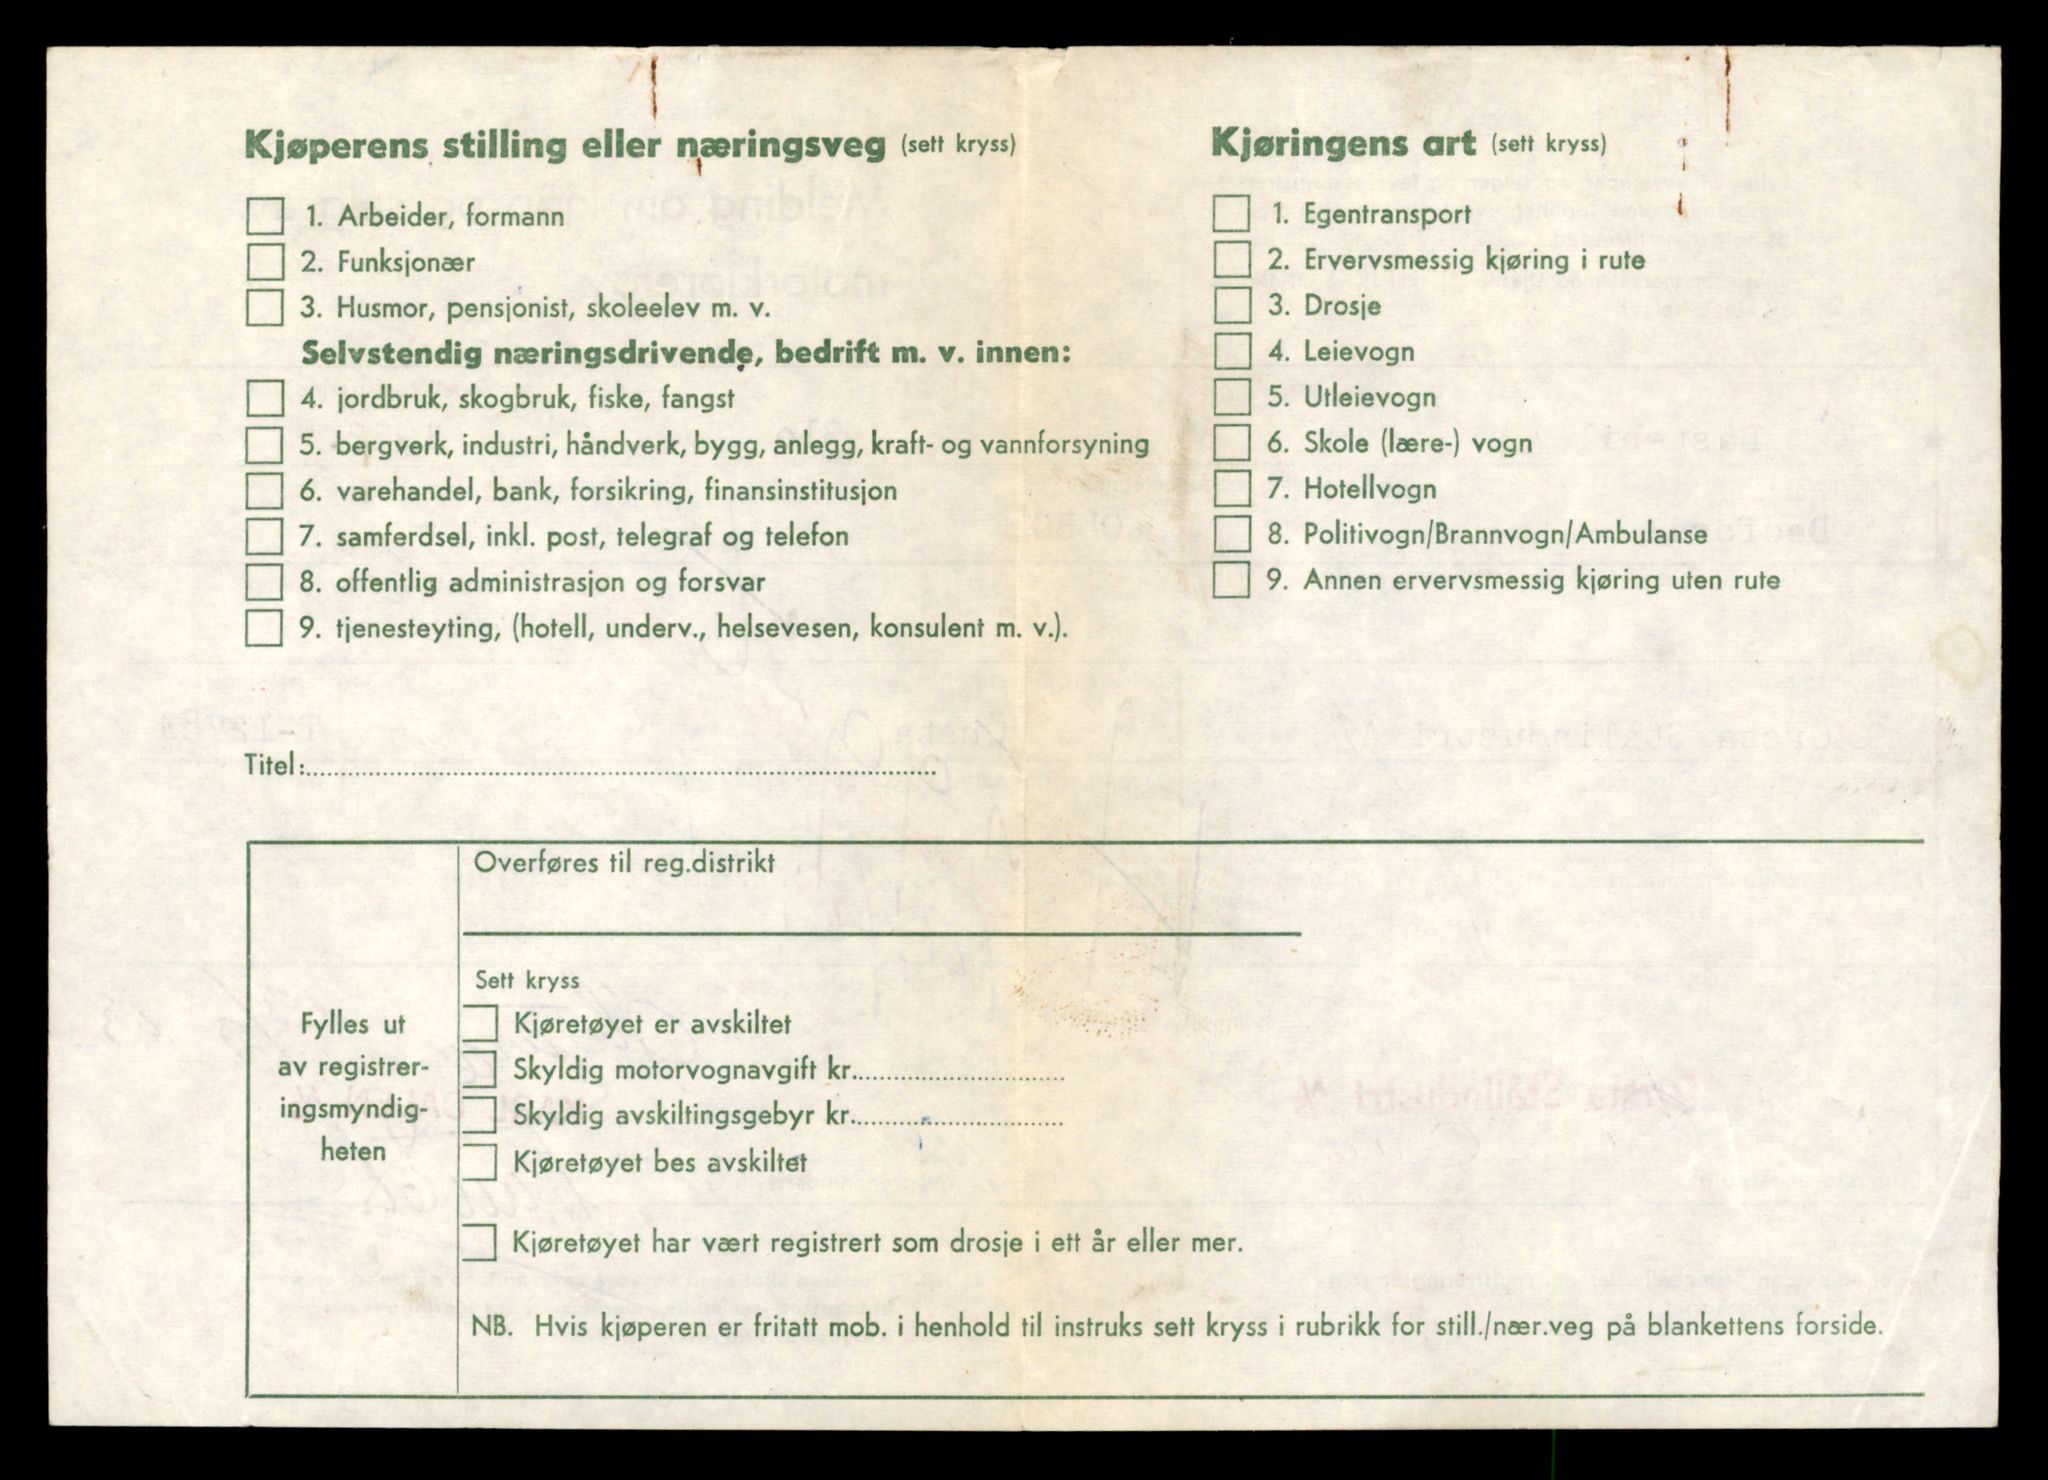 Kjøperens stilling eller næringsveg (sett kryss)
1. Arbeider, formann
2. Funksjonær
3. Husmor, pensjonist, skoleelev m. v.
Selvstendig næringsdrivende, bedrift m. v. innen:
4. jordbruk, skogbruk, fiske, fangst
5. bergverk, industri, håndverk, bygg, anlegg, kraft- og vannforsyning
6. varehandel, bank, forsikring, finansinstitusjon
7. samferdsel, inkl. post, telegraf og telefon
8. offentlig administrasjon og forsvar
9. tjenesteyting, (hotell, underv., helsevesen, konsulent m. v.).
Titel:
Kjøringens art (sett kryss)
1. Egentransport
2. Ervervsmessig kjøring i rute
3. Drosje
4. Leievogn
5. Utleievogn
6. Skole (lære-) vogn
7. Hotellvogn
8. Politivogn/Brannvogn/Ambulanse
9. Annen ervervsmessig kjøring uten rute
Fylles ut
av registrer-
ingsmyndig-
heten
Overføres til reg.distrikt
Sett kryss
Kjøretøyet er avskiltet
Skyldig motorvognavgift kr.
Skyldig avskiltingsgebyr kr.
Kjøretøyet bes avskiltet
Kjøretøyet har vært registrert som drosje i ett år eller mer.
NB. Hvis kjøperen er fritatt mob. i henhold til instruks sett kryss i rubrikk for still./nær.veg på blankettens forside.